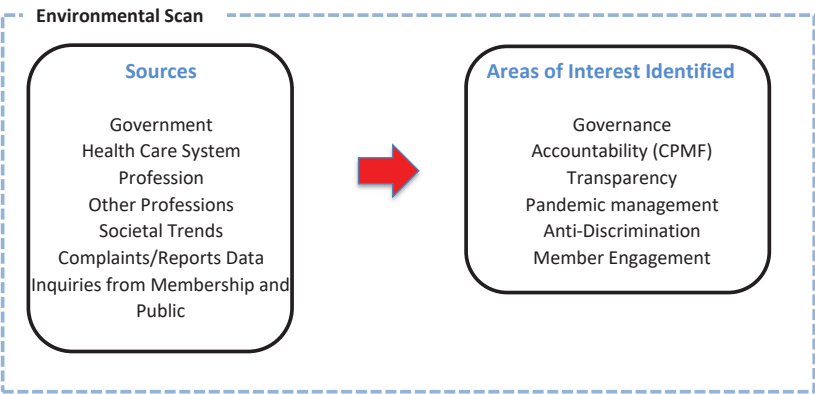 Environmental Scan
Sources
Government
Health Care System
Profession
Other Professions
Societal Trends
Complaints/Reports Data
Inquiries from Membership and
Public
Areas of Interest Identified
Governance
Accountability (CPMF)
Transparency
Pandemic management
Anti-Discrimination
Member Engagement